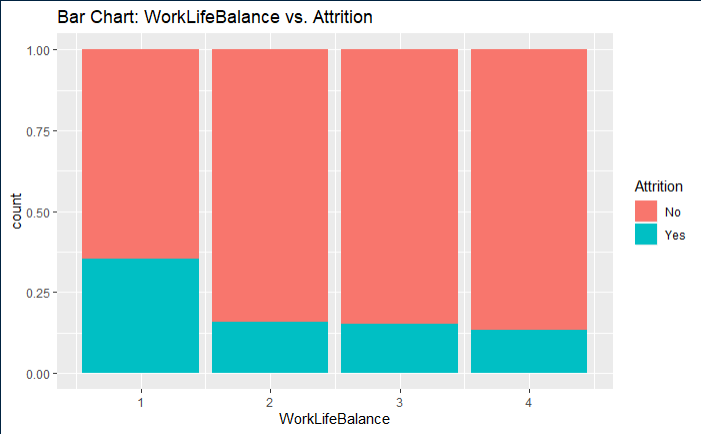 Bar Chart: WorkLifeBalance vs. Attrition
1.00
0.75
0.50
0.25
0.00
count
1 2 3 4
WorkLifeBalance
Attrition
No
Yes